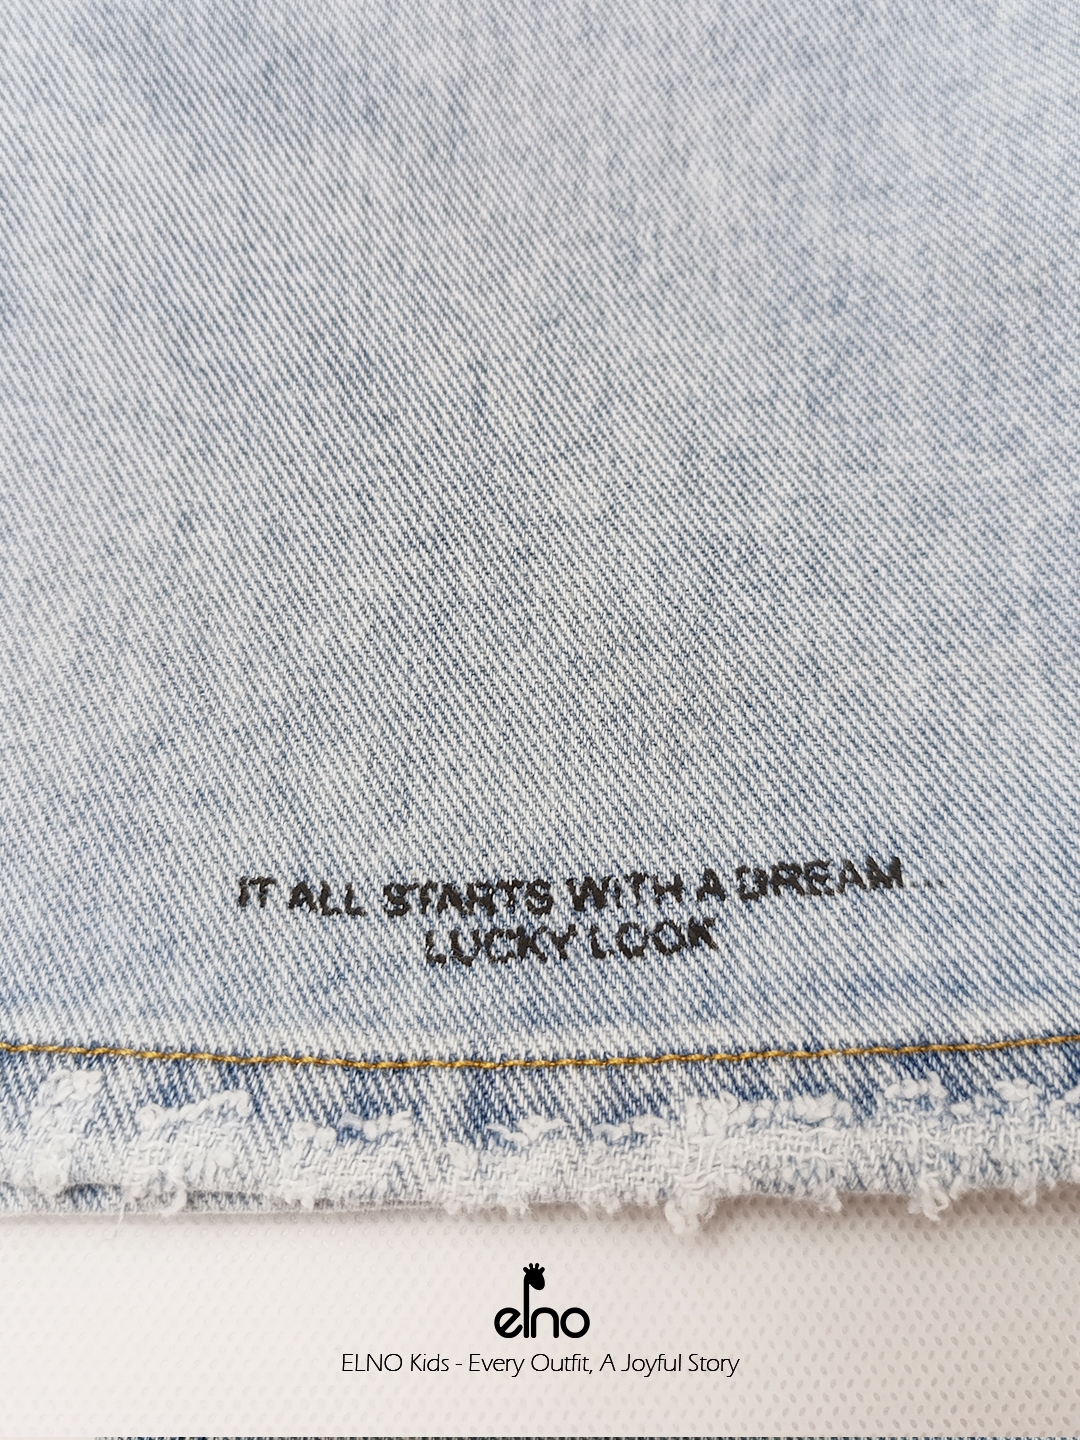 IT ALL STARTS WITH A DREAM...
LUCKY LOOK
elno
ELNO Kids - Every Outfit, A Joyful Story